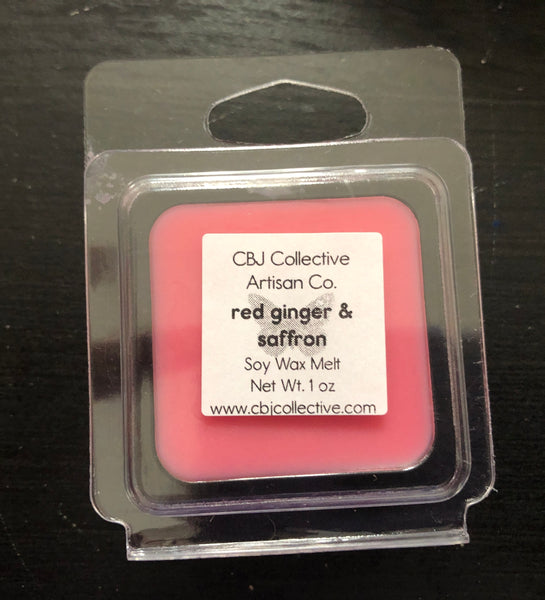 CBJ Collective
Artisan Co.
red ginger &
saffron
Soy Wax Melt
Net Wt. 1 oz
www.cbjcollective.com